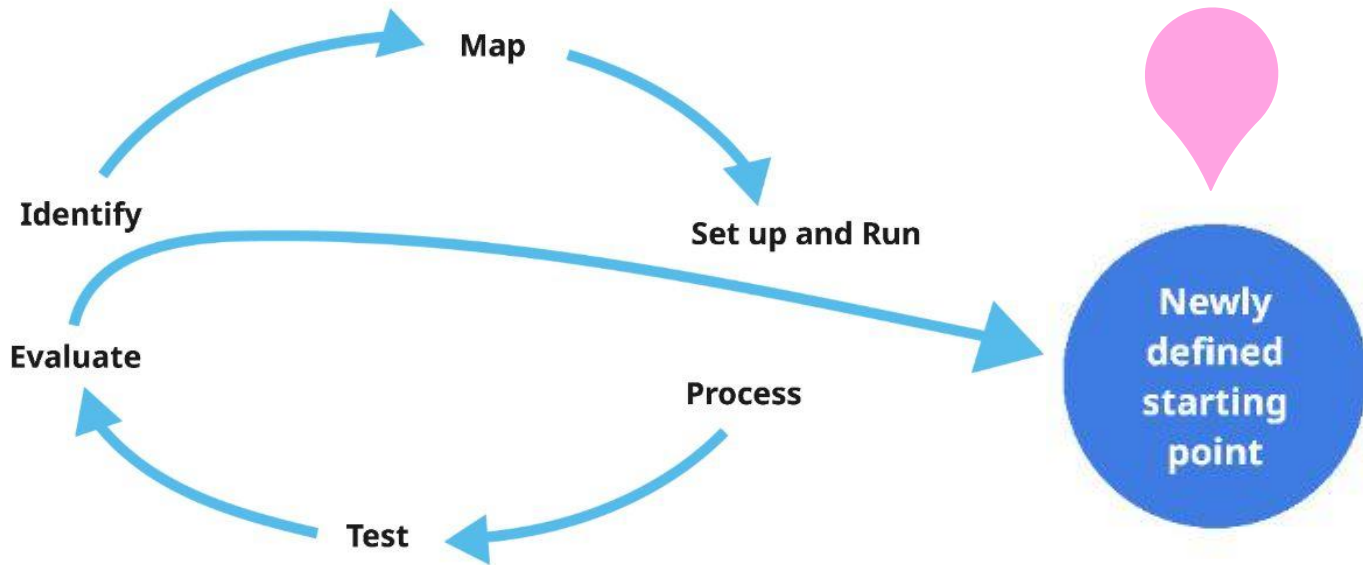 Map
Identify
Set up and Run
Evaluate
Process
Test
Newly
defined
starting
point